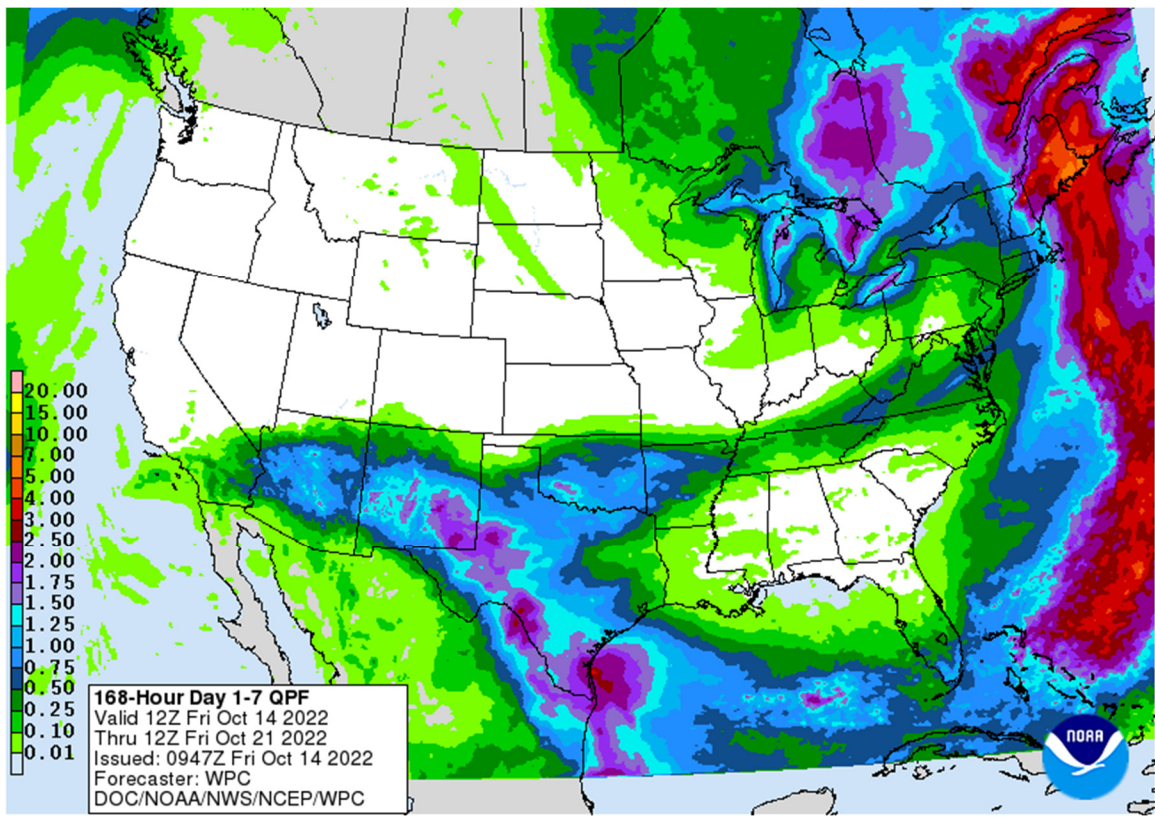 20.00
15.00
10.00
7.00
5.00
4.00
3.00
2.50
2.00
1.75
1.50
1.25
1.00
0.75
0.50
0.25
0.10
0.01
168-Hour Day 1-7 QPF
Valid 12Z Fri Oct 14 2022
Thru 12Z Fri Oct 21 2022
Issued: 0947Z Fri Oct 14 2022
Forecaster: WPC
DOC/NOAA/NWS/NCEP/WPC
NOAA